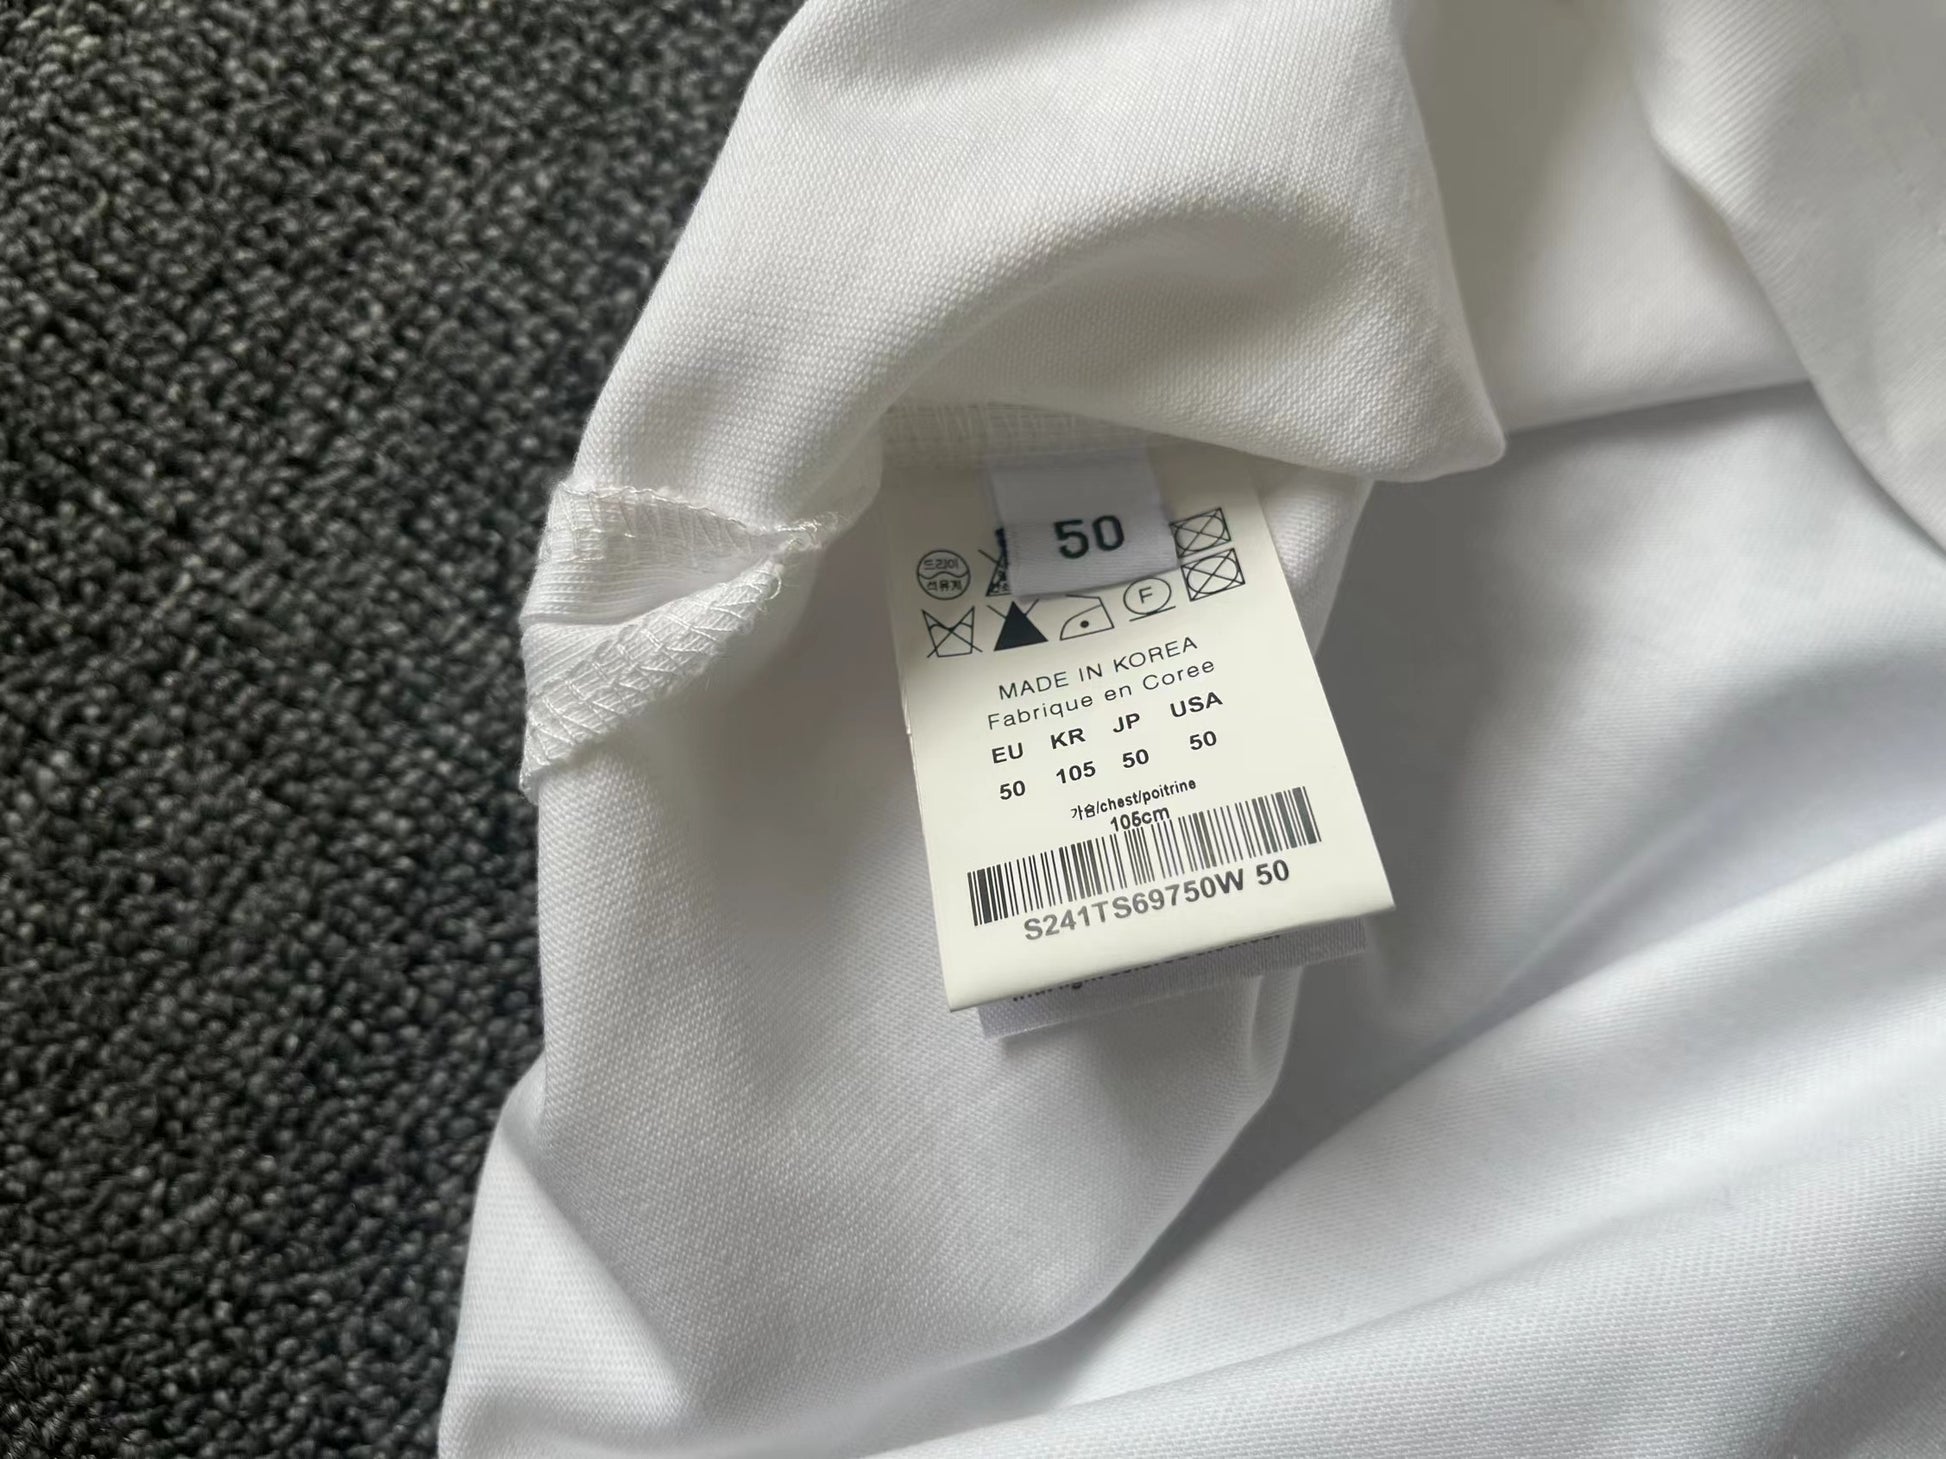 50
드라이
석유계
F
MADE IN KOREA
Fabrique en Coree
EU KR JP USA
50 105 50 50
가슴/chest/poitrine
105cm
S241TS69750W 50